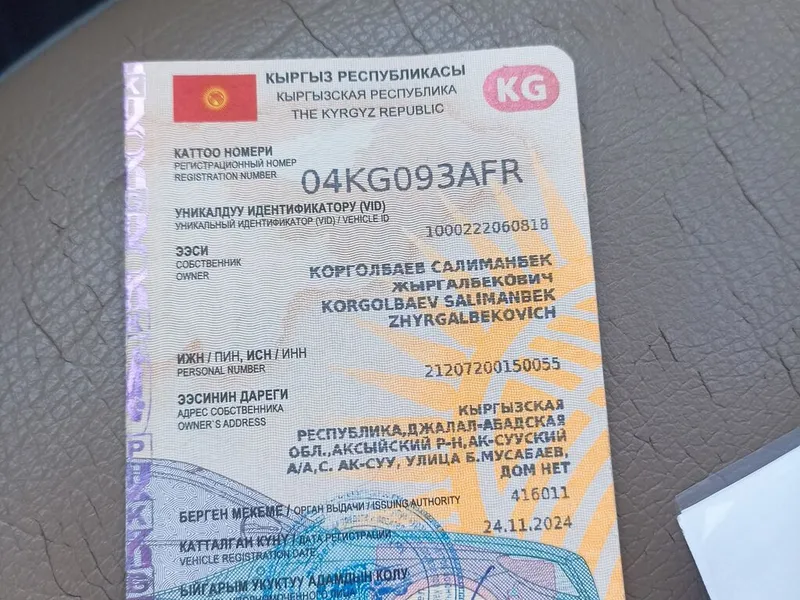 КЫРГЫЗ РЕСПУБЛИКАСЫ
КЫРГЫЗСКАЯ РЕСПУБЛИКА
THE KYRGYZ REPUBLIC
KG
КАТТОО НОМЕРИ
РЕГИСТРАЦИОННЫЙ НОМЕР
REGISTRATION NUMBER
04KG093AFR
УНИКАЛДУУ ИДЕНТИФИКАТОРУ (VID)
УНИКАЛЬНЫЙ ИДЕНТИФИКАТОР (VID) / VEHICLE ID
1000222060818
ЭЭСИ
СОБСТВЕННИК
OWNER
КОРГОЛБАЕВ САЛИМАНБЕК
ЖЫРГАЛБЕКОВИЧ
KORGOLBAEV SALIMANBEK
ZHYRGALBEKOVICH
ИЖН / ПИН, ИСН / ИНН
PERSONAL NUMBER
21207200150055
ЭЭСИНИН ДАРЕГИ
АДРЕС СОБСТВЕННИКА
OWNER`S ADDRESS
КЫРГЫЗСКАЯ
РЕСПУБЛИКА,ДЖАЛАЛ-АБАДСКАЯ
ОБЛ.,АКСЫЙСКИЙ Р-Н,АК-СУУСКИЙ
А/А,С. АК-СУУ, УЛИЦА Б.МУСАБАЕВ,
ДОМ НЕТ
БЕРГЕН МЕКЕМЕ / ОРГАН ВЫДАЧИ / ISSUING AUTHORITY
416011
КАТТАЛГАН КҮНҮ / ДАТА РЕГИСТРАЦИИ
VEHICLE REGISTRATION DATE
24.11.2024
ЫЙГАРЫМ УКУКТУУ АДАМДЫН КОЛУ